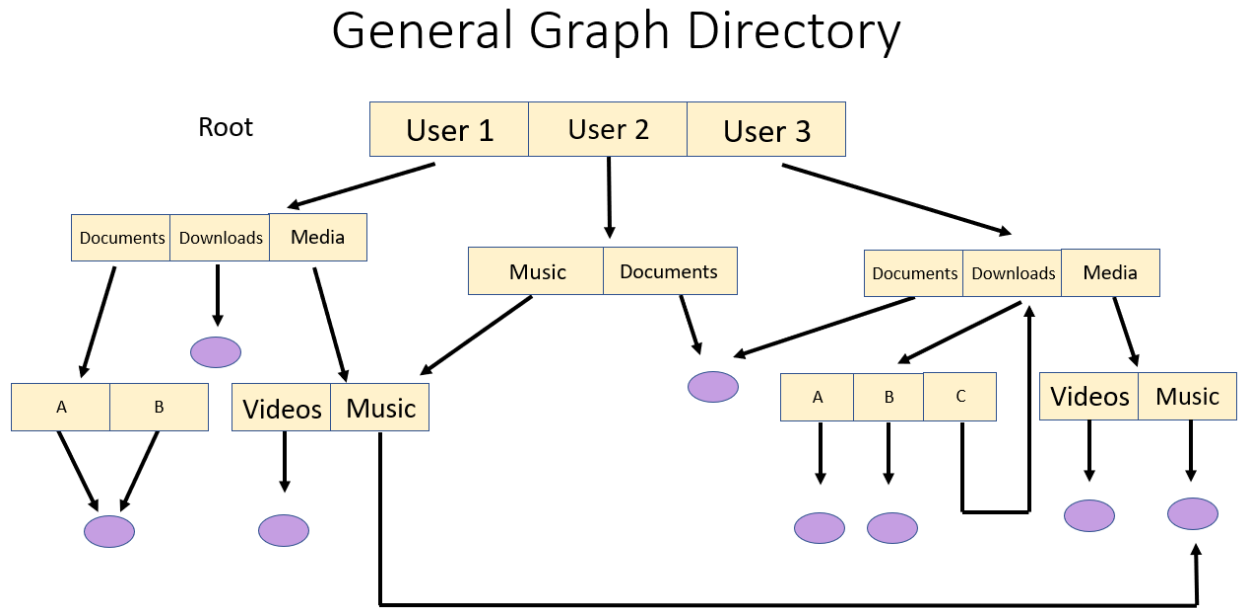 General Graph Directory
Root
User 1
User 2
User 3
Documents
Downloads
Media
Music
Documents
Documents
Downloads
Media
A
B
Videos
Music
A
B
C
Videos
Music